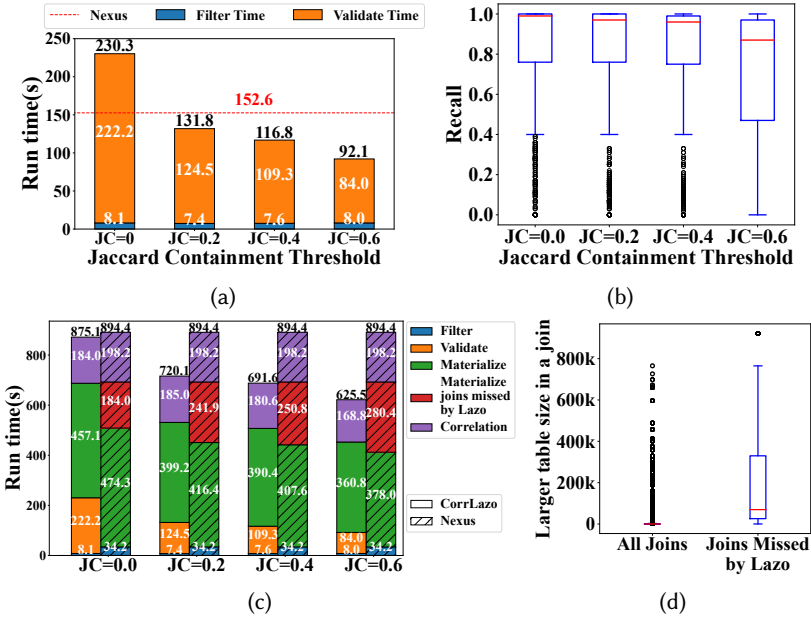 Nexus Filter Time Validate Time
250
200
150
100
50
0
Run time(s)
230.3
222.2
8.1
152.6
131.8
124.5
7.4
116.8
109.3
7.6
92.1
84.0
8.0
JC=0 JC=0.2 JC=0.4 JC=0.6
Jaccard Containment Threshold
(a)
1.0
0.8
0.6
0.4
0.2
0.0
Recall
JC=0.0 JC=0.2 JC=0.4 JC=0.6
Jaccard Containment Threshold
(b)
800
600
400
200
0
Run time(s)
875.1 894.4
184.0 198.2
457.1 184.0
222.2 474.3
8.1 34.2
720.1 894.4
185.0 198.2
399.2 241.9
124.5 416.4
7.4 34.2
691.6 894.4
180.6 198.2
390.4 250.8
109.3 407.6
7.6 34.2
625.5 894.4
168.8 198.2
360.8 280.4
84.0 378.0
8.0 34.2
JC=0.0 JC=0.2 JC=0.4 JC=0.6
Filter
Validate
Materialize
Materialize
joins missed
by Lazo
Correlation
CorrLazo
Nexus
(c)
800k
600k
400k
200k
0
Larger table size in a join
All Joins Joins Missed
by Lazo
(d)